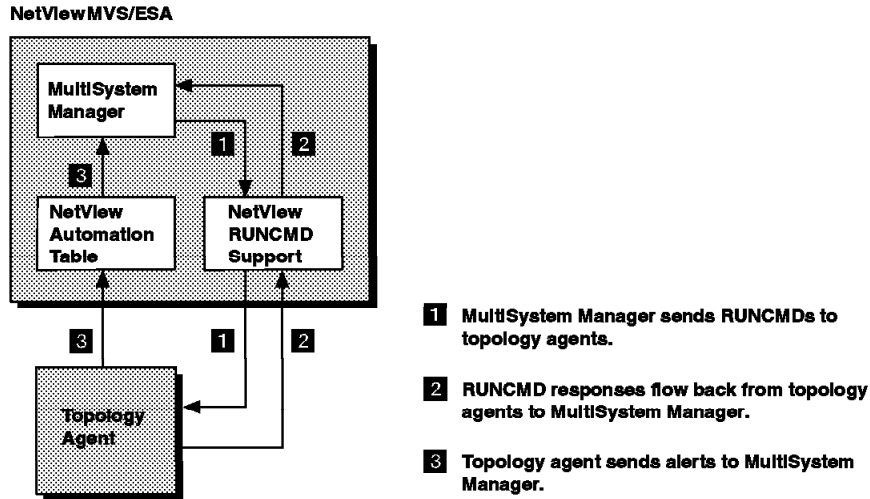 NetView MVS/ESA
MultiSystem
Manager
1
2
3
NetView
Automation
Table
NetView
RUNCMD
Support
3
1
2
Topology
Agent
1 MultiSystem Manager sends RUNCMDs to
topology agents.
2 RUNCMD responses flow back from topology
agents to MultiSystem Manager.
3 Topology agent sends alerts to MultiSystem
Manager.